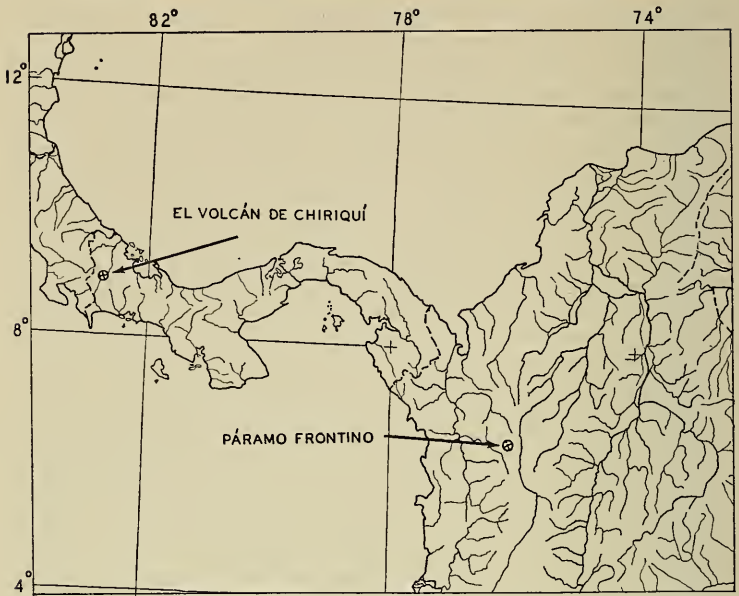 82° 78° 74°
12°
EL VOLCÁN DE CHIRIQUÍ
8°
PÁRAMO FRONTINO
4°